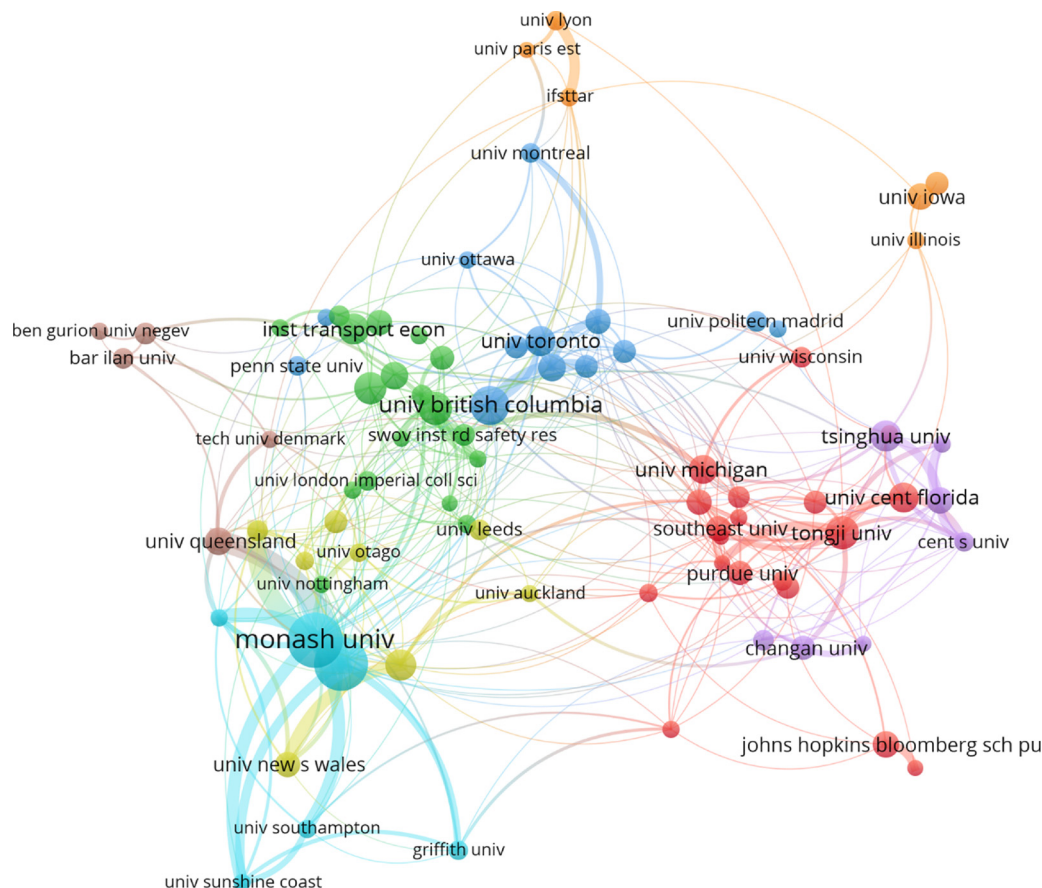 univ lyon
univ paris est
ifsttar
univ montreal
univ iowa
univ illinois
univ ottawa
univ politecn madrid
ben gurion univ negev
inst transport econ
univ toronto
bar ilan univ
penn state univ
univ wisconsin
univ british columbia
tech univ denmark
swov inst rd safety res
tsinghua univ
univ michigan
univ london imperial coll sci
univ cent florida
univ leeds
southeast univ
tongji univ
univ queensland
univ otago
cent s univ
univ nottingham
purdue univ
univ auckland
monash univ
changan univ
johns hopkins bloomberg sch pu
univ new s wales
univ southampton
griffith univ
univ sunshine coast